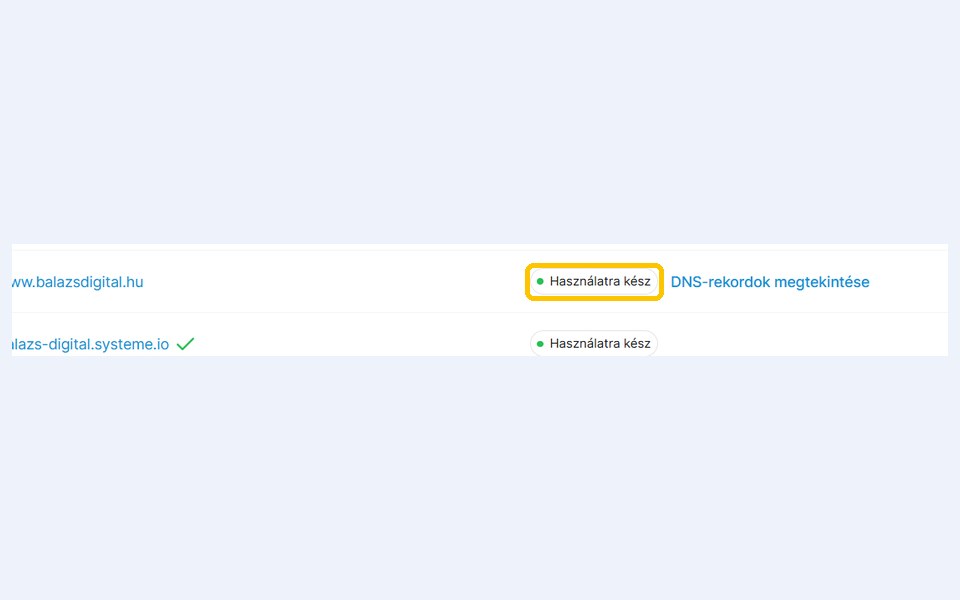 ww.balazsdigital.hu Használatra kész DNS-rekordok megtekintése
alazs-digital.systeme.io Használatra kész